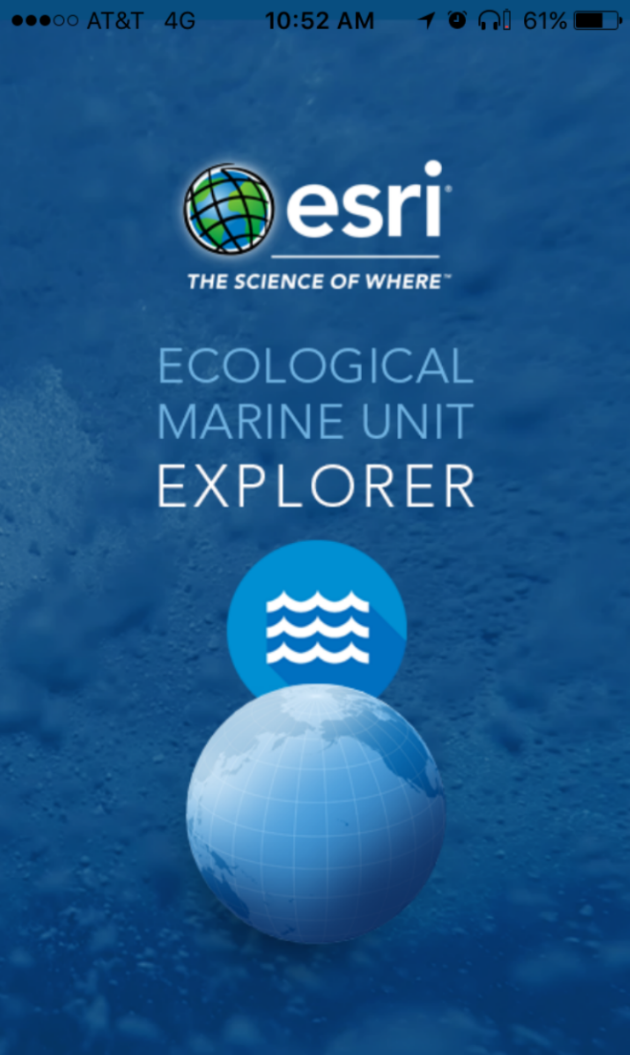 ●●●○○ AT&T 4G 10:52 AM 61%
esri®
THE SCIENCE OF WHERE™
ECOLOGICAL
MARINE UNIT
EXPLORER